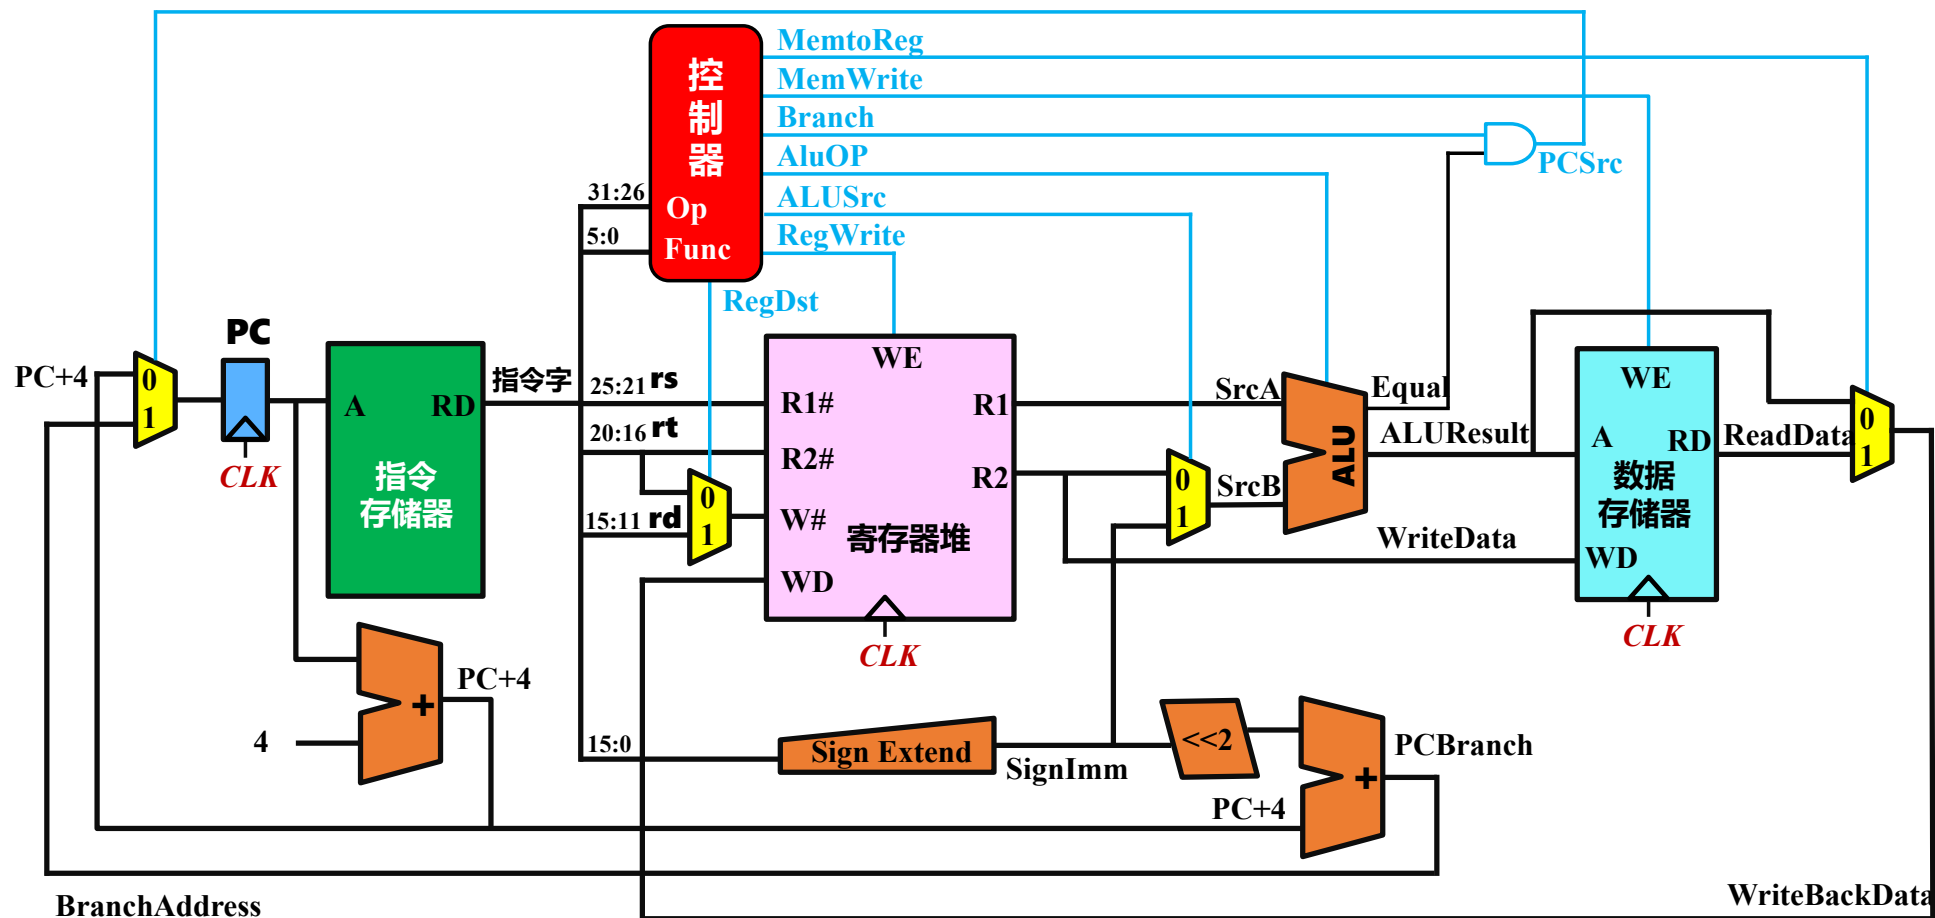 MemtoReg
控制器
MemWrite
Branch
PCSrc
AluOP
31:26
Op
ALUSrc
5:0
Func
RegWrite
RegDst
PC
PC+4
0
1
CLK
A
RD
指令
存储器
指令字
25:21 rs
20:16 rt
15:11 rd
0
1
WE
R1#
R1
R2#
R2
W#
寄存器堆
WD
CLK
SrcA
0
1
SrcB
ALU
Equal
ALUResult
WriteData
WE
A
RD
数据
存储器
WD
CLK
ReadData
0
1
4
+
PC+4
15:0
Sign Extend
SignImm
<<2
PC+4
+
PCBranch
BranchAddress
WriteBackData